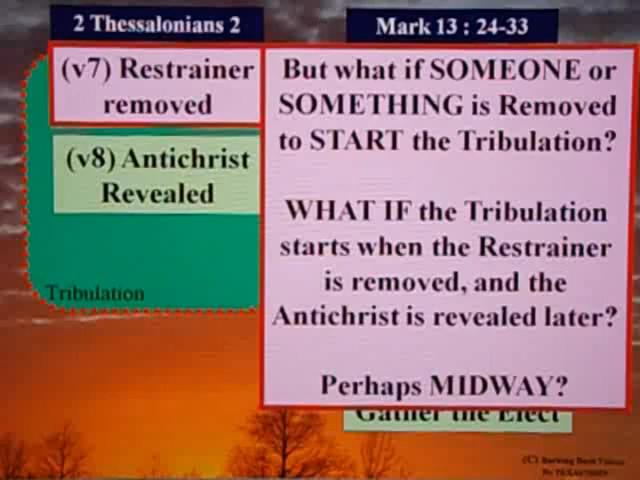 2 Thessalonians 2
Mark 13 : 24-33
(v7) Restrainer
removed
(v8) Antichrist
Revealed
Tribulation
But what if SOMEONE or
SOMETHING is Removed
to START the Tribulation?
WHAT IF the Tribulation
starts when the Restrainer
is removed, and the
Antichrist is revealed later?
Perhaps MIDWAY?
Gather the Elect
(C)